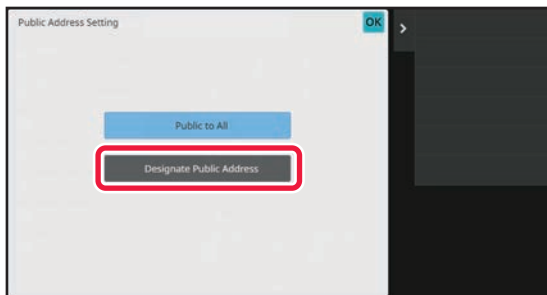 Public Address Setting
OK
Public to All
Designate Public Address